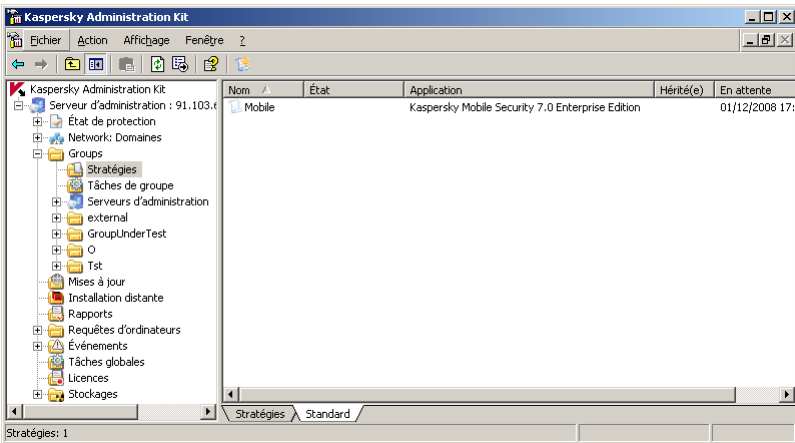 Kaspersky Administration Kit
Fichier Action Affichage Fenêtre ?
Kaspersky Administration Kit
Serveur d'administration : 91.103.6
État de protection
Network: Domaines
Groups
Stratégies
Tâches de groupe
Serveurs d'administration
external
GroupUnderTest
O
Tst
Mises à jour
Installation distante
Rapports
Requêtes d'ordinateurs
Événements
Tâches globales
Licences
Stockages
Nom État Application Hérité(e) En attente
Mobile Kaspersky Mobile Security 7.0 Enterprise Edition 01/12/2008 17:
Stratégies Standard
Stratégies: 1